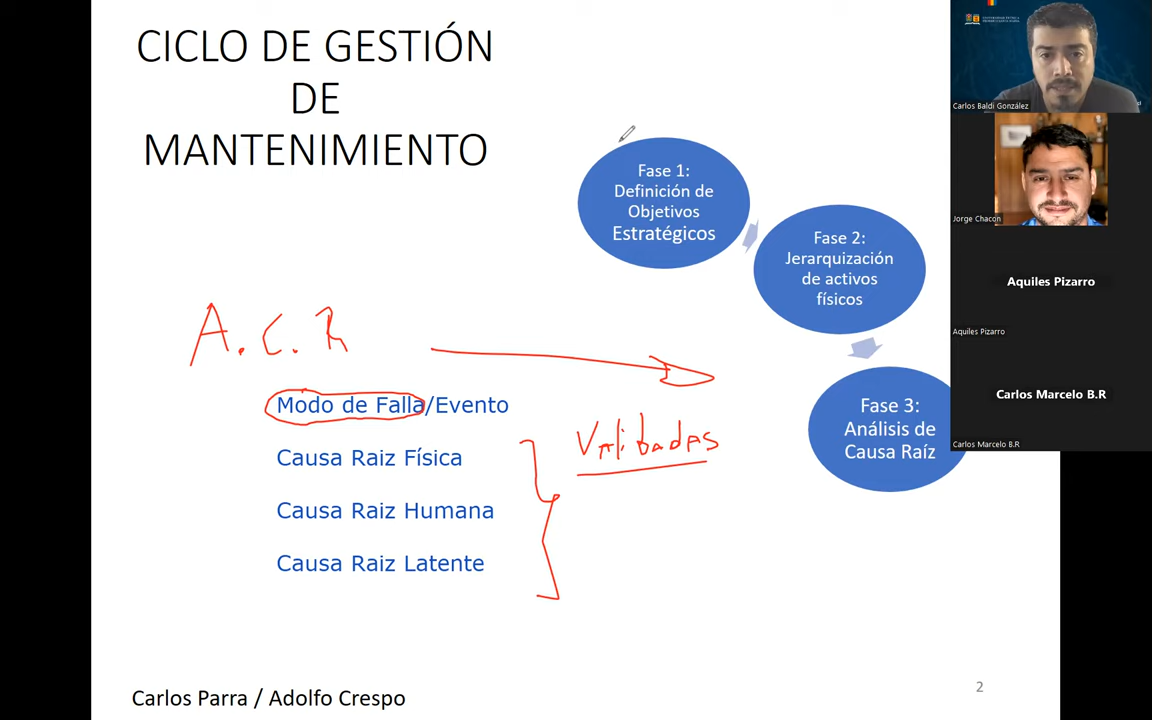 CICLO DE GESTIÓN
DE
MANTENIMIENTO
Fase 1:
Definición de
Objetivos
Estratégicos
Fase 2:
Jerarquización
de activos
físicos
Fase 3:
Análisis de
Causa Raíz
A.C.R
Modo de Falla/Evento
Causa Raiz Física
Causa Raiz Humana
Causa Raiz Latente
Validadas
Carlos Parra / Adolfo Crespo
2
Carlos Baldi González
Jorge Chacon
Aquiles Pizarro
Aquiles Pizarro
Carlos Marcelo B.R
Carlos Marcelo B.R